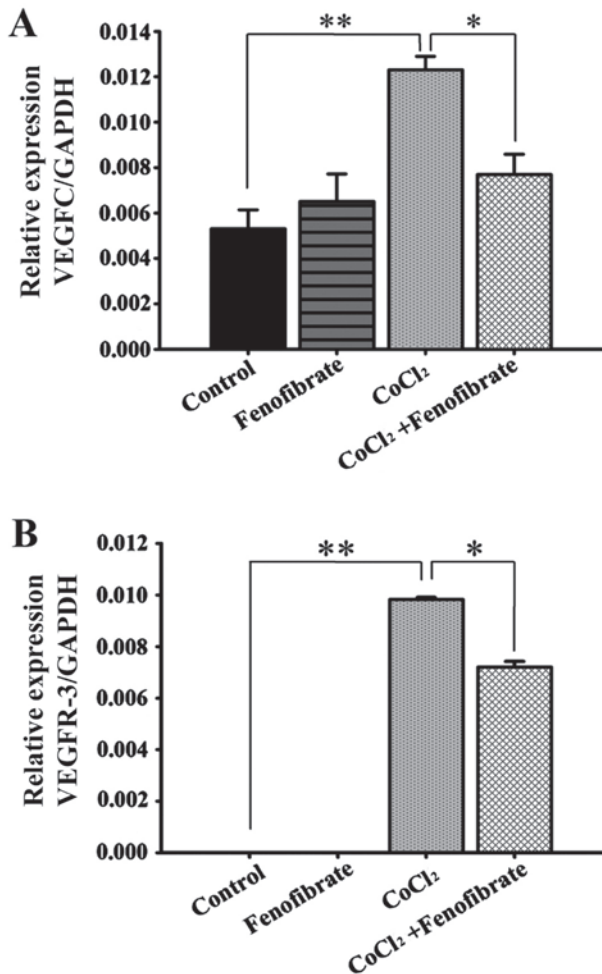 A
Relative expression
VEGFC/GAPDH
0.014
0.012
0.010
0.008
0.006
0.004
0.002
0.000
**
*
Control
Fenofibrate
CoCl₂
CoCl₂ +Fenofibrate
B
Relative expression
VEGFR-3/GAPDH
0.012
0.010
0.008
0.006
0.004
0.002
0.000
**
*
Control
Fenofibrate
CoCl₂
CoCl₂ +Fenofibrate